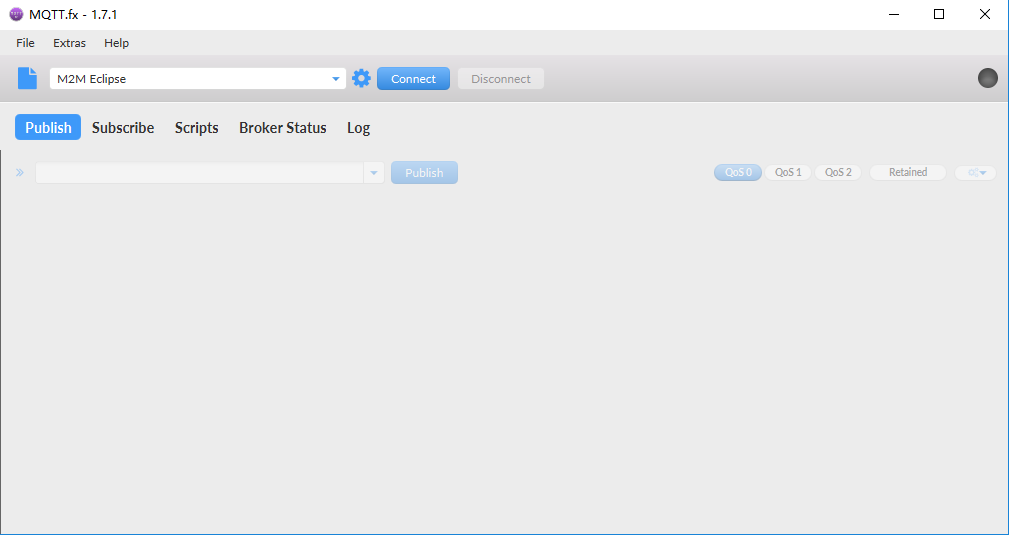 MQTT.fx - 1.7.1
File Extras Help
M2M Eclipse Connect Disconnect
Publish Subscribe Scripts Broker Status Log
Publish QoS 0 QoS 1 QoS 2 Retained